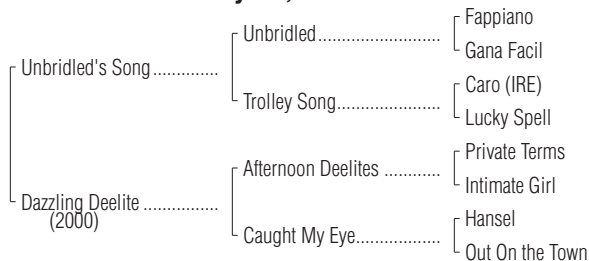 Fappiano
Unbridled..........................
Gana Facil
Unbridled's Song..............
Caro (IRE)
Trolley Song......................
Lucky Spell
Private Terms
Afternoon Deelites ............
Intimate Girl
Dazzling Deelite ................
(2000)
Hansel
Caught My Eye..................
Out On the Town